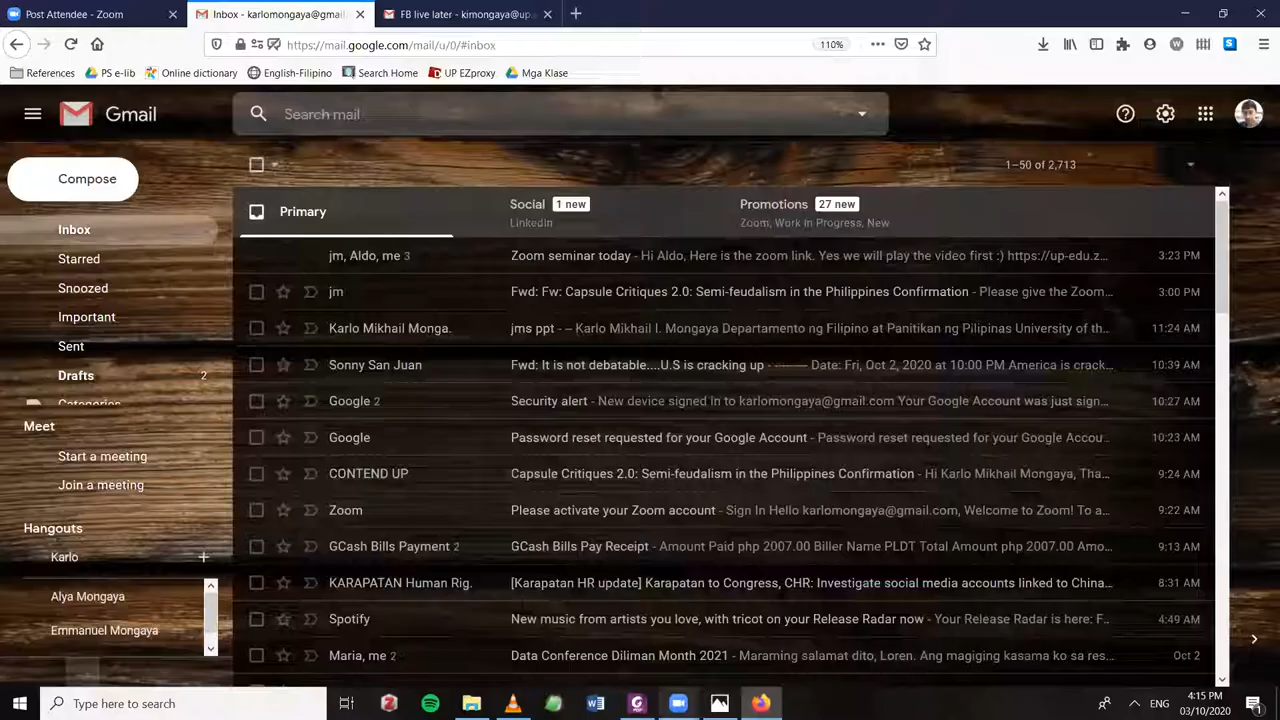 Post Attendee - Zoom
Inbox - karlomongaya@gmail
FB live later - kimongaya@up.
https://mail.google.com/mail/u/0/#inbox
110%
References
PS e-lib
Online dictionary
English-Filipino
Search Home
UP EZproxy
Mga Klase
Gmail
Search mail
Compose
1–50 of 2,713
Primary
Social 1 new
LinkedIn
Promotions 27 new
Zoom, Work in Progress, New
Inbox
Starred
Snoozed
Important
Sent
Drafts 2
Categories
Meet
Start a meeting
Join a meeting
Hangouts
Karlo
Alya Mongaya
Emmanuel Mongaya
jm, Aldo, me 3 Zoom seminar today - Hi Aldo, Here is the zoom link. Yes we will play the video first :) https://up-edu.z... 3:23 PM
jm Fwd: Fw: Capsule Critiques 2.0: Semi-feudalism in the Philippines Confirmation - Please give the Zoom... 3:00 PM
Karlo Mikhail Monga. jms ppt - -- Karlo Mikhail I. Mongaya Departamento ng Filipino at Panitikan ng Pilipinas University of th... 11:24 AM
Sonny San Juan Fwd: It is not debatable....U.S is cracking up - ---------- Date: Fri, Oct 2, 2020 at 10:00 PM America is crack... 10:39 AM
Google 2 Security alert - New device signed in to karlomongaya@gmail.com Your Google Account was just sign... 10:27 AM
Google Password reset requested for your Google Account - Password reset requested for your Google Accou... 10:23 AM
CONTEND UP Capsule Critiques 2.0: Semi-feudalism in the Philippines Confirmation - Hi Karlo Mikhail Mongaya, Tha... 9:24 AM
Zoom Please activate your Zoom account - Sign In Hello karlomongaya@gmail.com, Welcome to Zoom! To a... 9:22 AM
GCash Bills Payment 2 GCash Bills Pay Receipt - Amount Paid php 2007.00 Biller Name PLDT Total Amount php 2007.00 Amo... 9:13 AM
KARAPATAN Human Rig. [Karapatan HR update] Karapatan to Congress, CHR: Investigate social media accounts linked to China... 8:31 AM
Spotify New music from artists you love, with tricot on your Release Radar now - Your Release Radar is here: F... 4:49 AM
Maria, me 2 Data Conference Diliman Month 2021 - Maraming salamat dito, Loren. Ang magiging kasama ko sa res... Oct 2
Type here to search
ENG
4:15 PM
03/10/2020
1